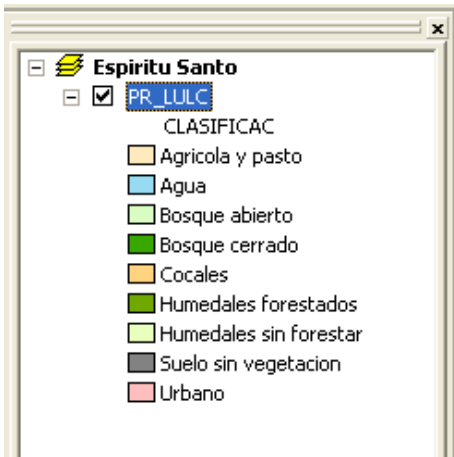 Espiritu Santo
PR_LULC
CLASIFICAC
Agricola y pasto
Agua
Bosque abierto
Bosque cerrado
Cocales
Humedales forestados
Humedales sin forestar
Suelo sin vegetacion
Urbano